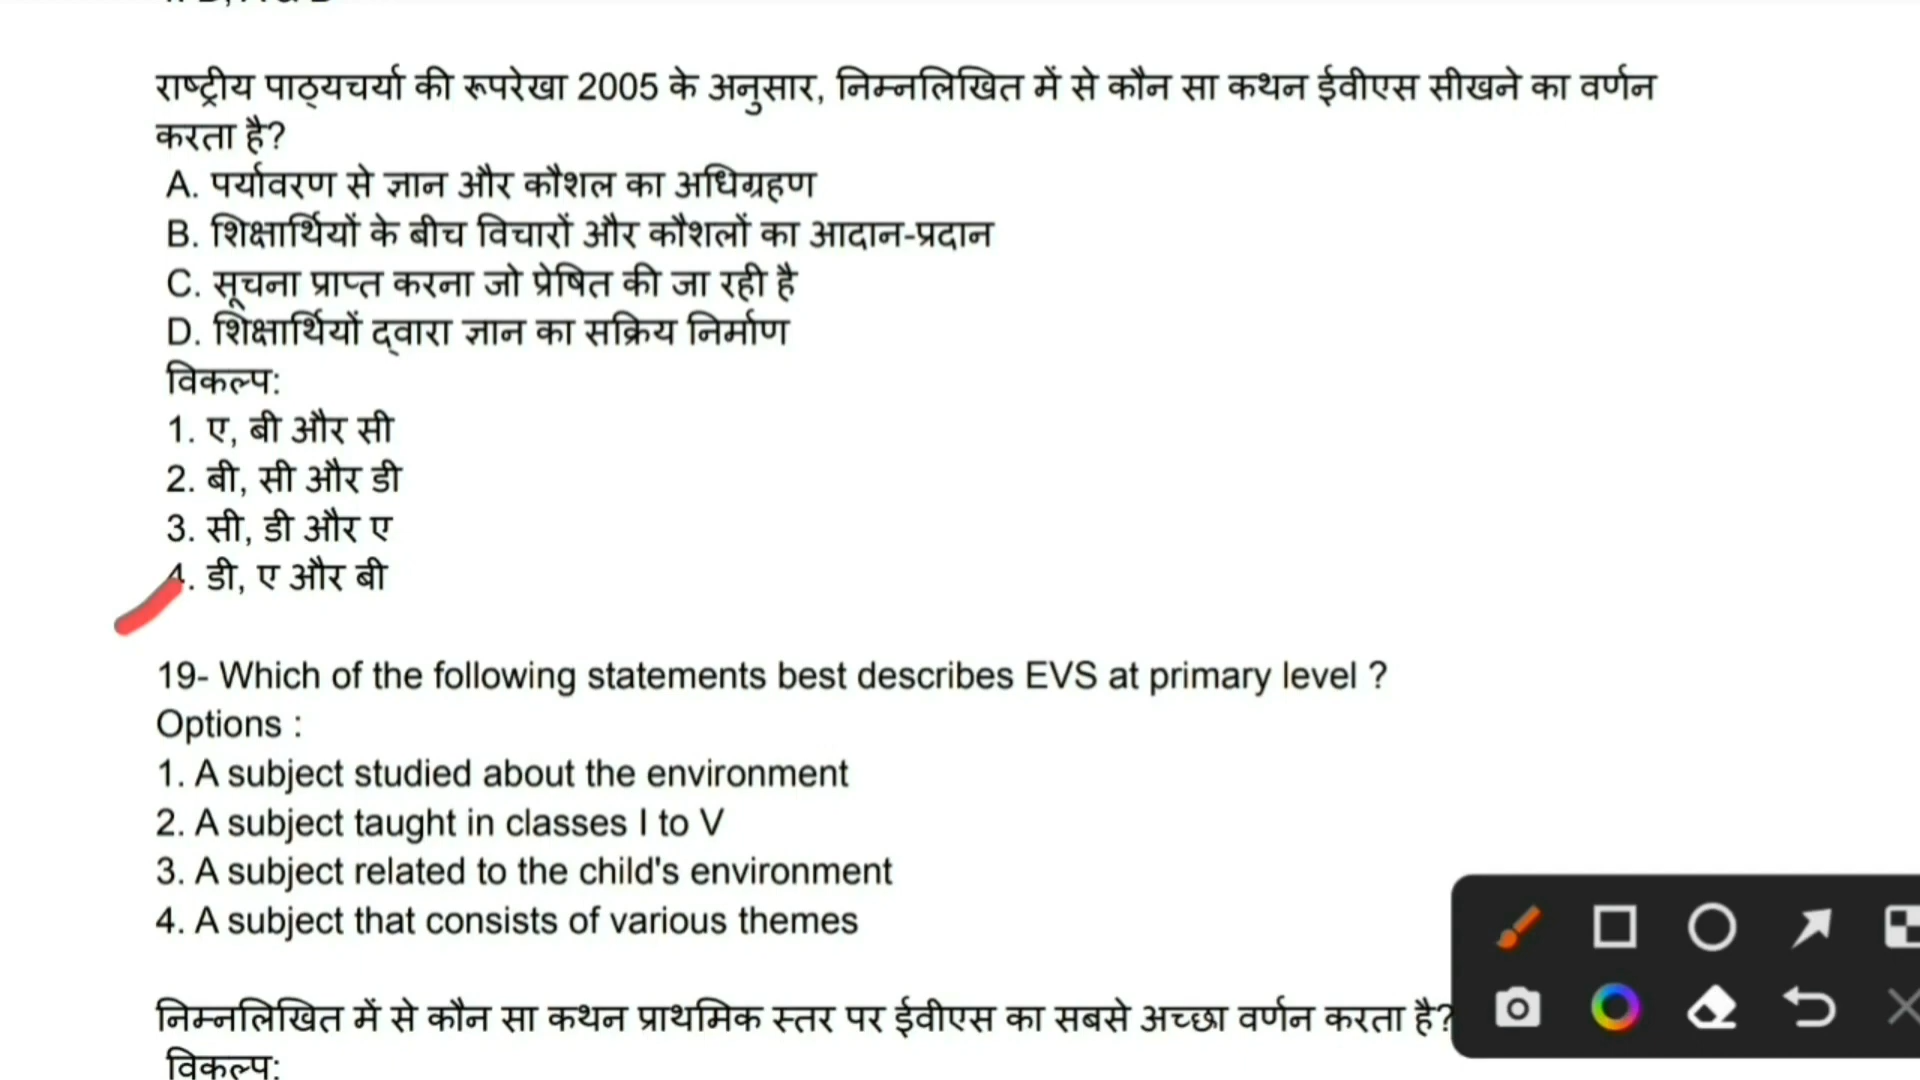 राष्ट्रीय पाठ्यचर्या की रूपरेखा 2005 के अनुसार, निम्नलिखित में से कौन सा कथन ईवीएस सीखने का वर्णन
करता है?
A. पर्यावरण से ज्ञान और कौशल का अधिग्रहण
B. शिक्षार्थियों के बीच विचारों और कौशलों का आदान-प्रदान
C. सूचना प्राप्त करना जो प्रेषित की जा रही है
D. शिक्षार्थियों द्वारा ज्ञान का सक्रिय निर्माण
विकल्प:
1. ए, बी और सी
2. बी, सी और डी
3. सी, डी और ए
4. डी, ए और बी
19- Which of the following statements best describes EVS at primary level ?
Options :
1. A subject studied about the environment
2. A subject taught in classes I to V
3. A subject related to the child's environment
4. A subject that consists of various themes
निम्नलिखित में से कौन सा कथन प्राथमिक स्तर पर ईवीएस का सबसे अच्छा वर्णन करता है?
विकल्प: